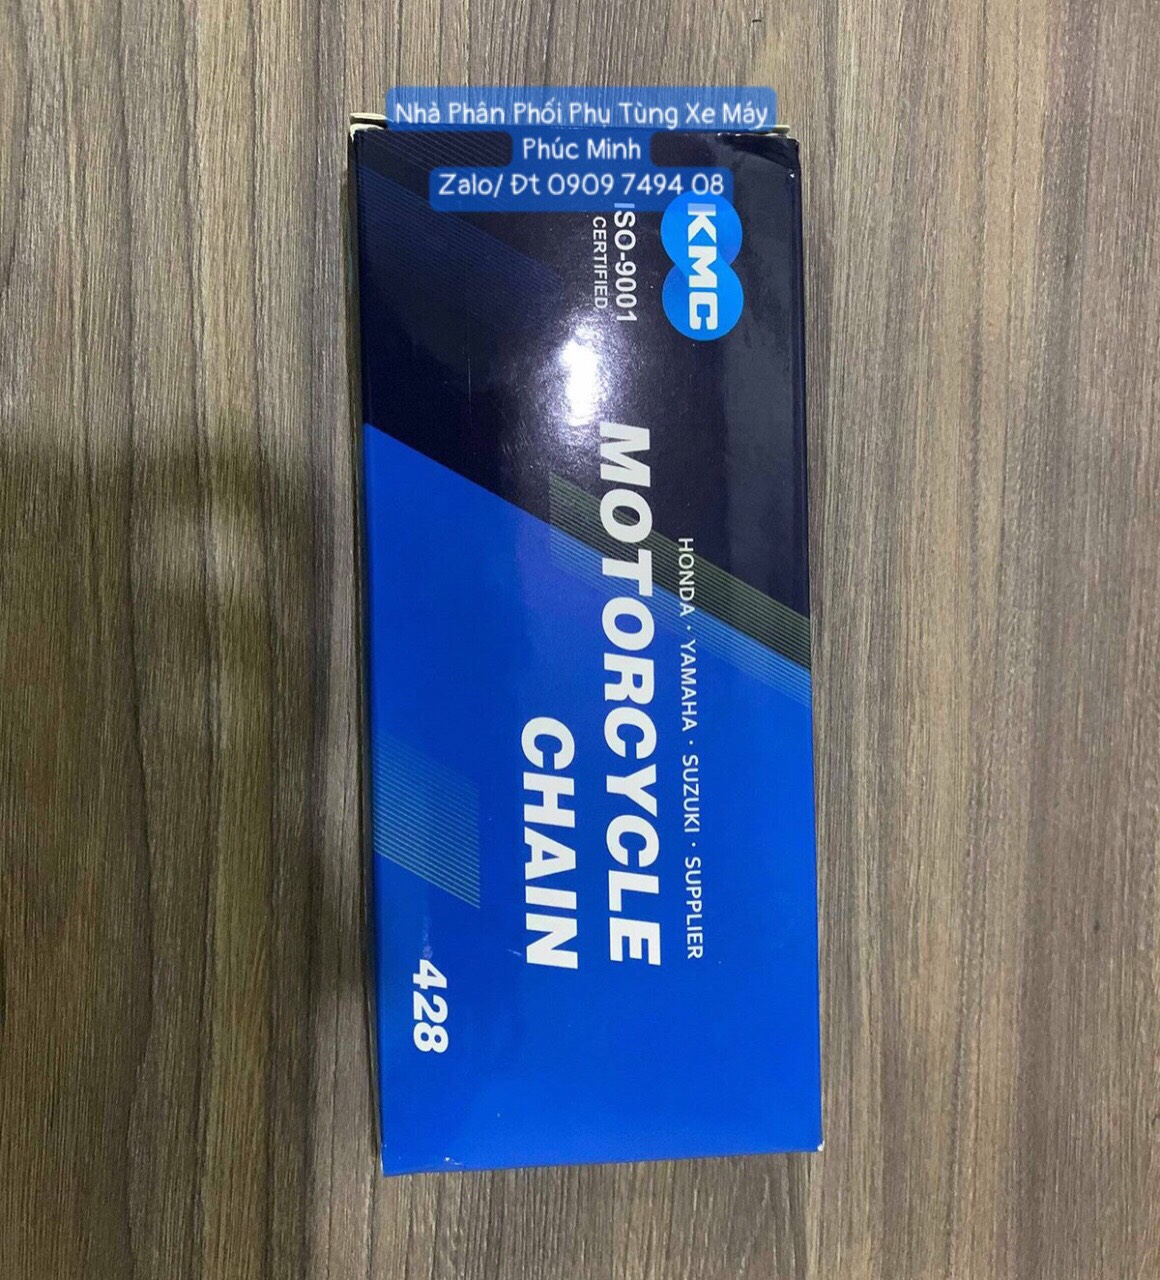 Nhà Phân Phối Phụ Tùng Xe Máy
Phúc Minh
Zalo/ Đt 0909 7494 08
KMC
ISO-9001
CERTIFIED
HONDA · YAMAHA · SUZUKI · SUPPLIER
MOTORCYCLE
CHAIN
428